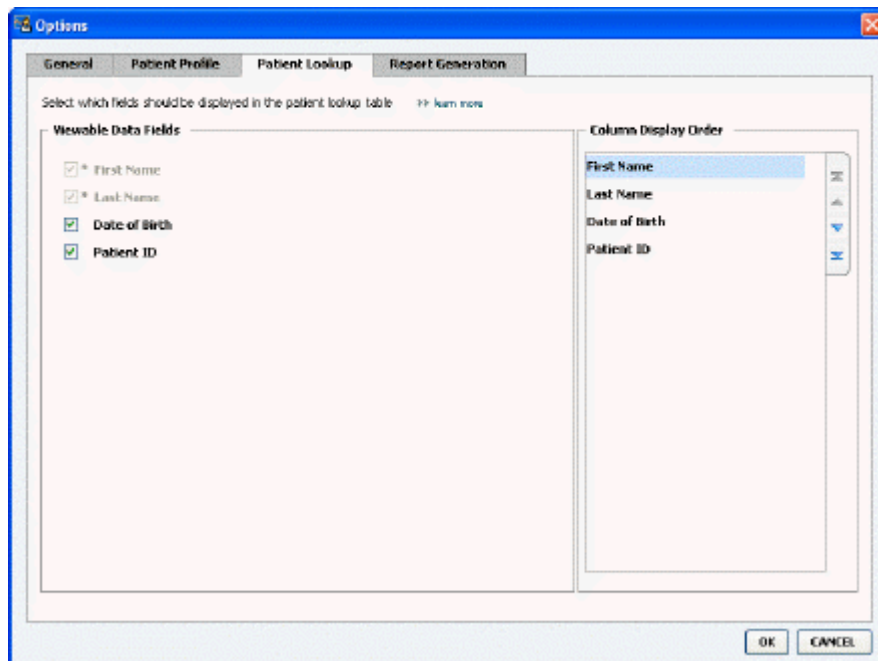 Options
General Patient Profile Patient Lookup Report Generation
Select which fields should be displayed in the patient lookup table >> learn more
Viewable Data Fields
* First Name
* Last Name
Date of Birth
Patient ID
Column Display Order
First Name
Last Name
Date of Birth
Patient ID
OK CANCEL